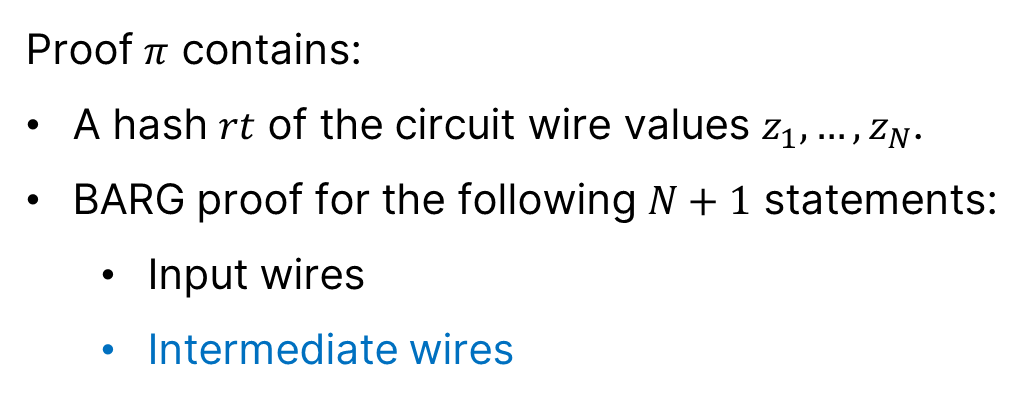 Proof π contains:
• A hash rt of the circuit wire values z₁, … , z_N.
• BARG proof for the following N + 1 statements:
• Input wires
• Intermediate wires